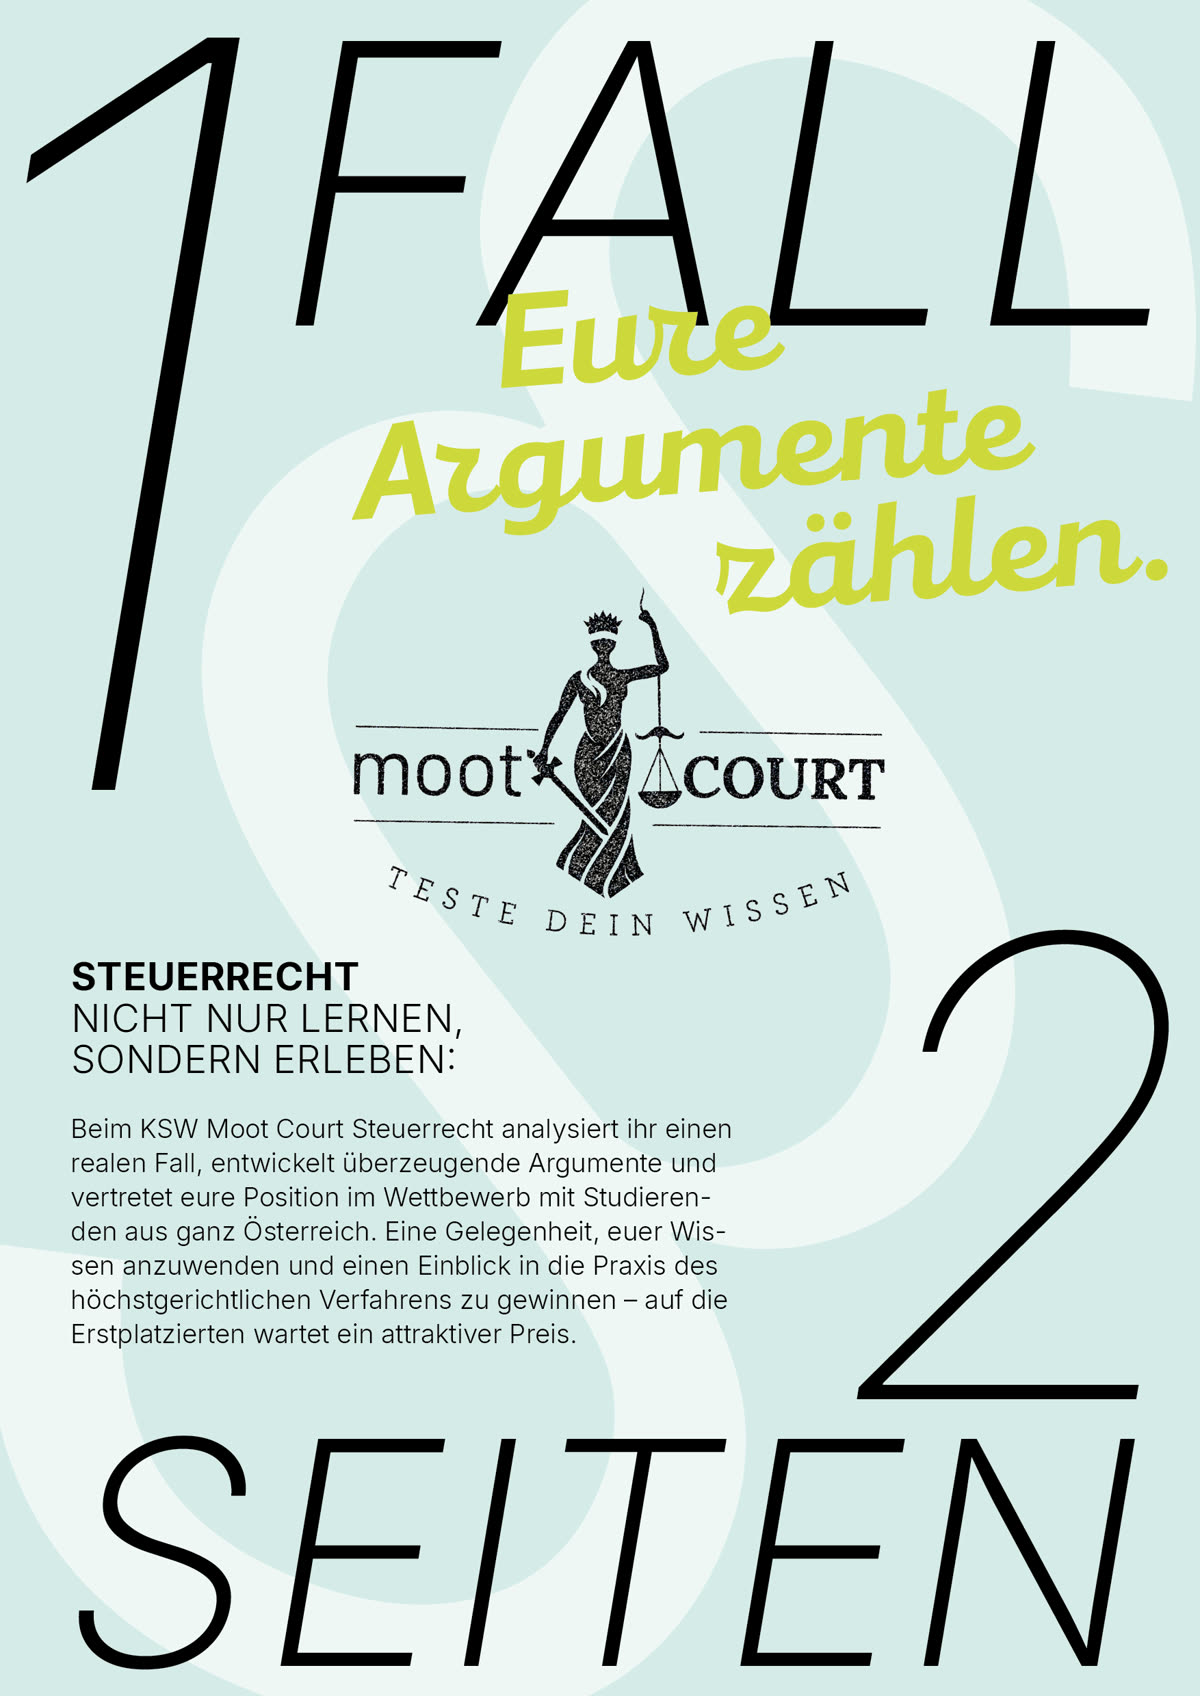 1 FALL
Eure
Argumente
zählen.
moot COURT
TESTE DEIN WISSEN
STEUERRECHT
NICHT NUR LERNEN,
SONDERN ERLEBEN:
Beim KSW Moot Court Steuerrecht analysiert ihr einen
realen Fall, entwickelt überzeugende Argumente und
vertretet eure Position im Wettbewerb mit Studieren-
den aus ganz Österreich. Eine Gelegenheit, euer Wis-
sen anzuwenden und einen Einblick in die Praxis des
höchstgerichtlichen Verfahrens zu gewinnen – auf die
Erstplatzierten wartet ein attraktiver Preis.
2
SEITEN